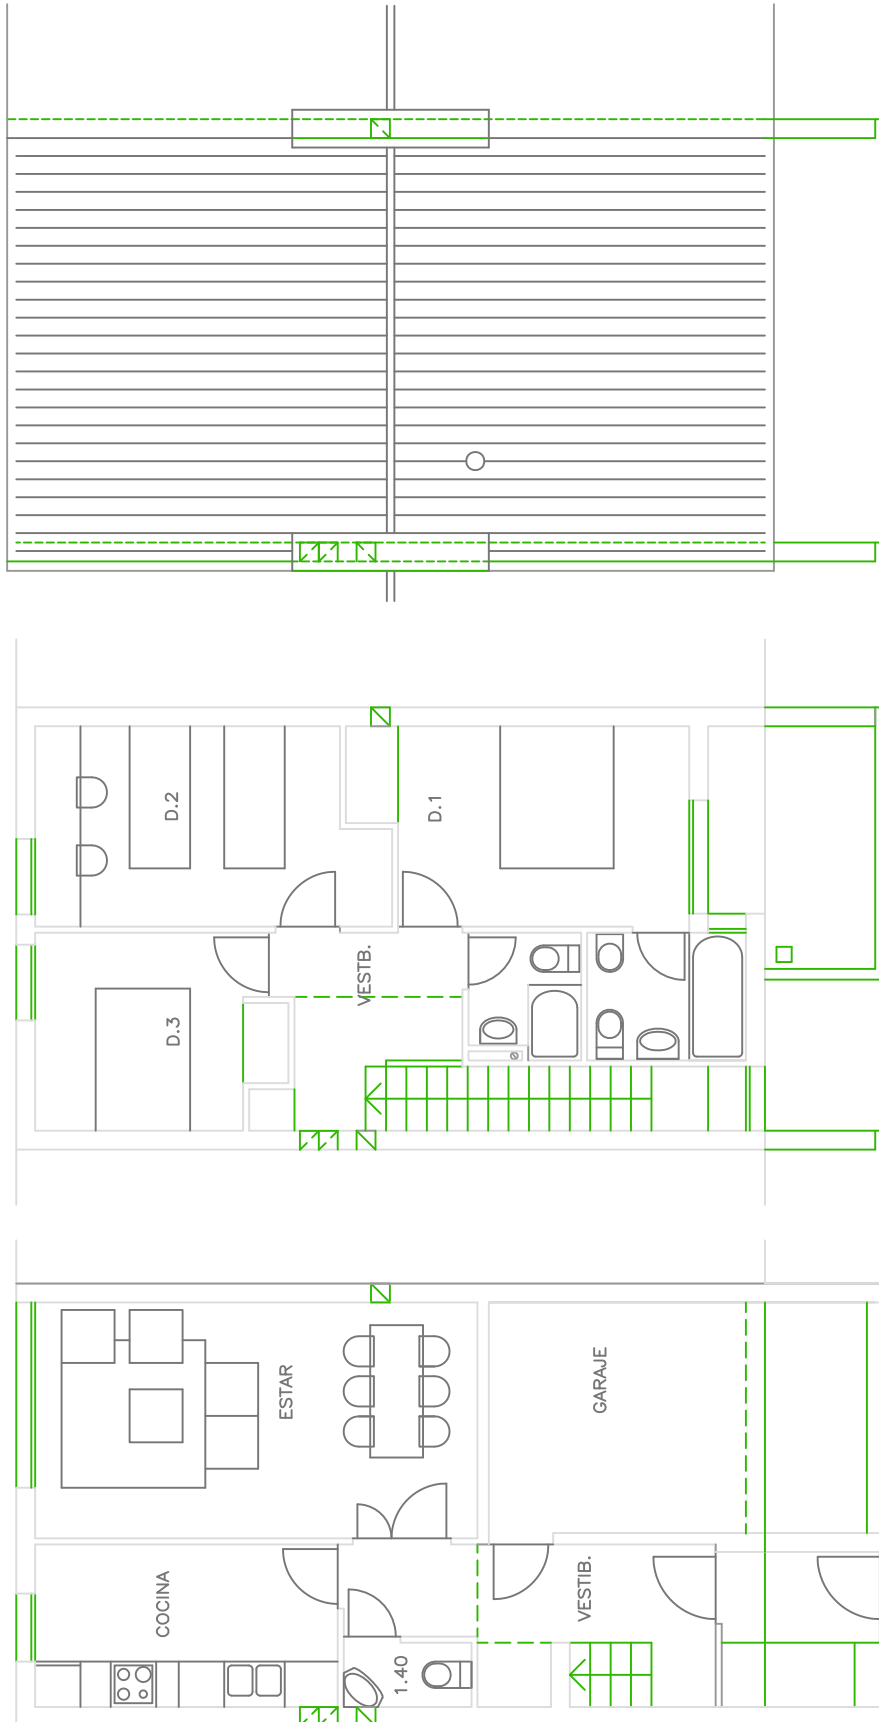 D.2
D.1
VESTB.
D.3
ESTAR
GARAJE
COCINA
VESTIB.
1.40